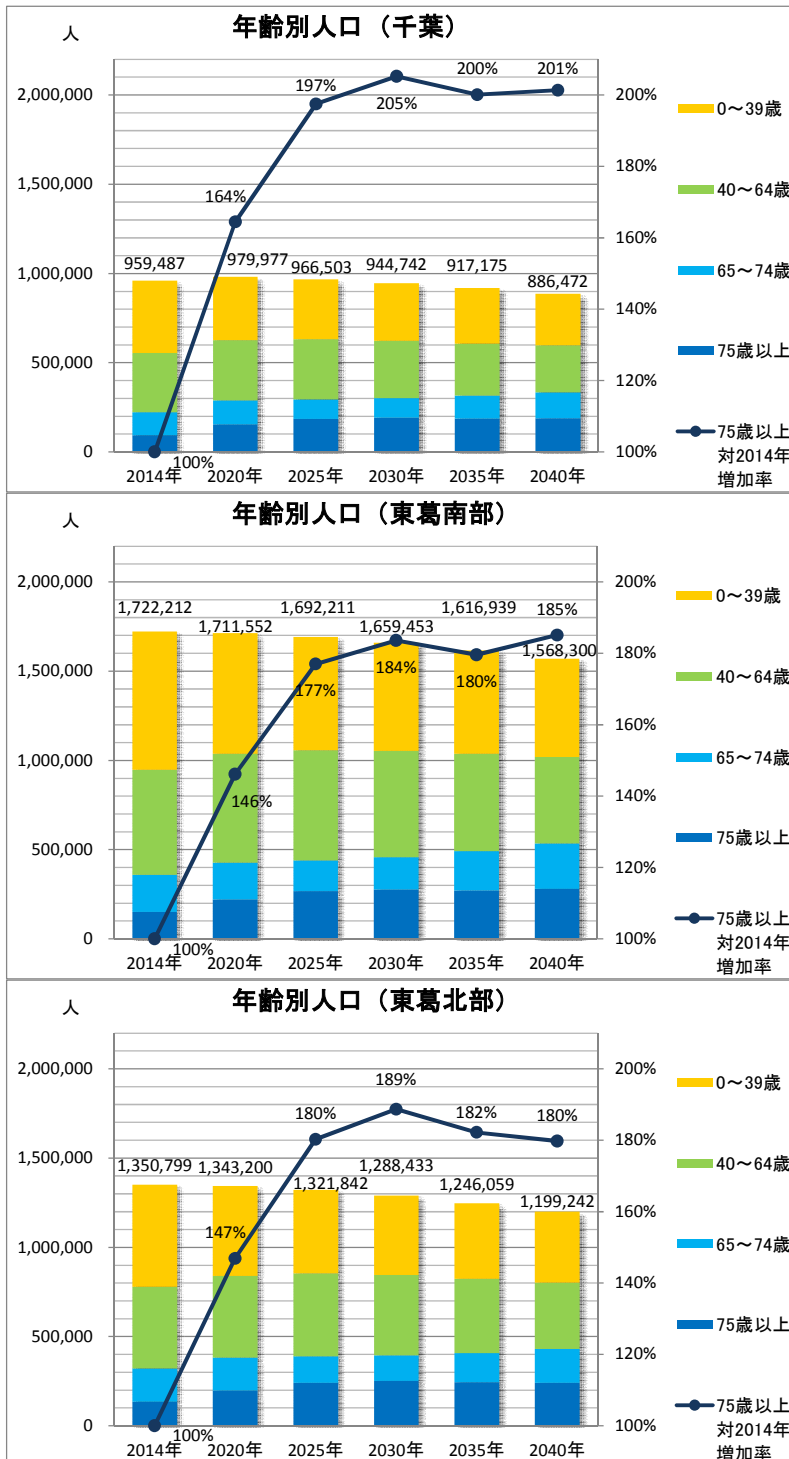 年齢別人口（千葉）
人
2,000,000
1,500,000
1,000,000
500,000
0
200%
180%
160%
140%
120%
100%
959,487
979,977
966,503
944,742
917,175
886,472
100%
164%
197%
205%
200%
201%
2014年
2020年
2025年
2030年
2035年
2040年
0～39歳
40～64歳
65～74歳
75歳以上
75歳以上
対2014年
増加率
年齢別人口（東葛南部）
人
2,000,000
1,500,000
1,000,000
500,000
0
200%
180%
160%
140%
120%
100%
1,722,212
1,711,552
1,692,211
1,659,453
1,616,939
1,568,300
100%
146%
177%
184%
180%
185%
2014年
2020年
2025年
2030年
2035年
2040年
0～39歳
40～64歳
65～74歳
75歳以上
75歳以上
対2014年
増加率
年齢別人口（東葛北部）
人
2,000,000
1,500,000
1,000,000
500,000
0
200%
180%
160%
140%
120%
100%
1,350,799
1,343,200
1,321,842
1,288,433
1,246,059
1,199,242
100%
147%
180%
189%
182%
180%
2014年
2020年
2025年
2030年
2035年
2040年
0～39歳
40～64歳
65～74歳
75歳以上
75歳以上
対2014年
増加率